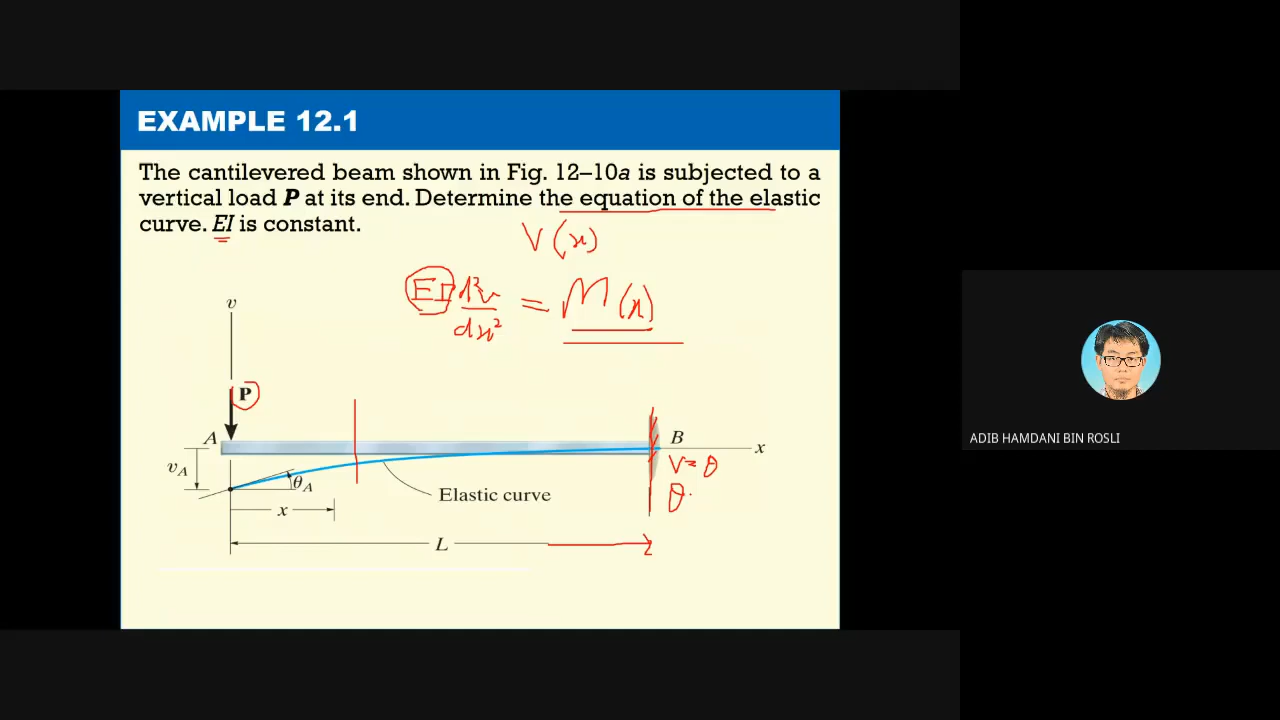 EXAMPLE 12.1
The cantilevered beam shown in Fig. 12–10a is subjected to a
vertical load P at its end. Determine the equation of the elastic
curve. EI is constant.
V(x)
EI d²v/dx² = M(x)
v
P
A
B
x
v_A
θ_A
V=0
θ
Elastic curve
x
L
ADIB HAMDANI BIN ROSLI